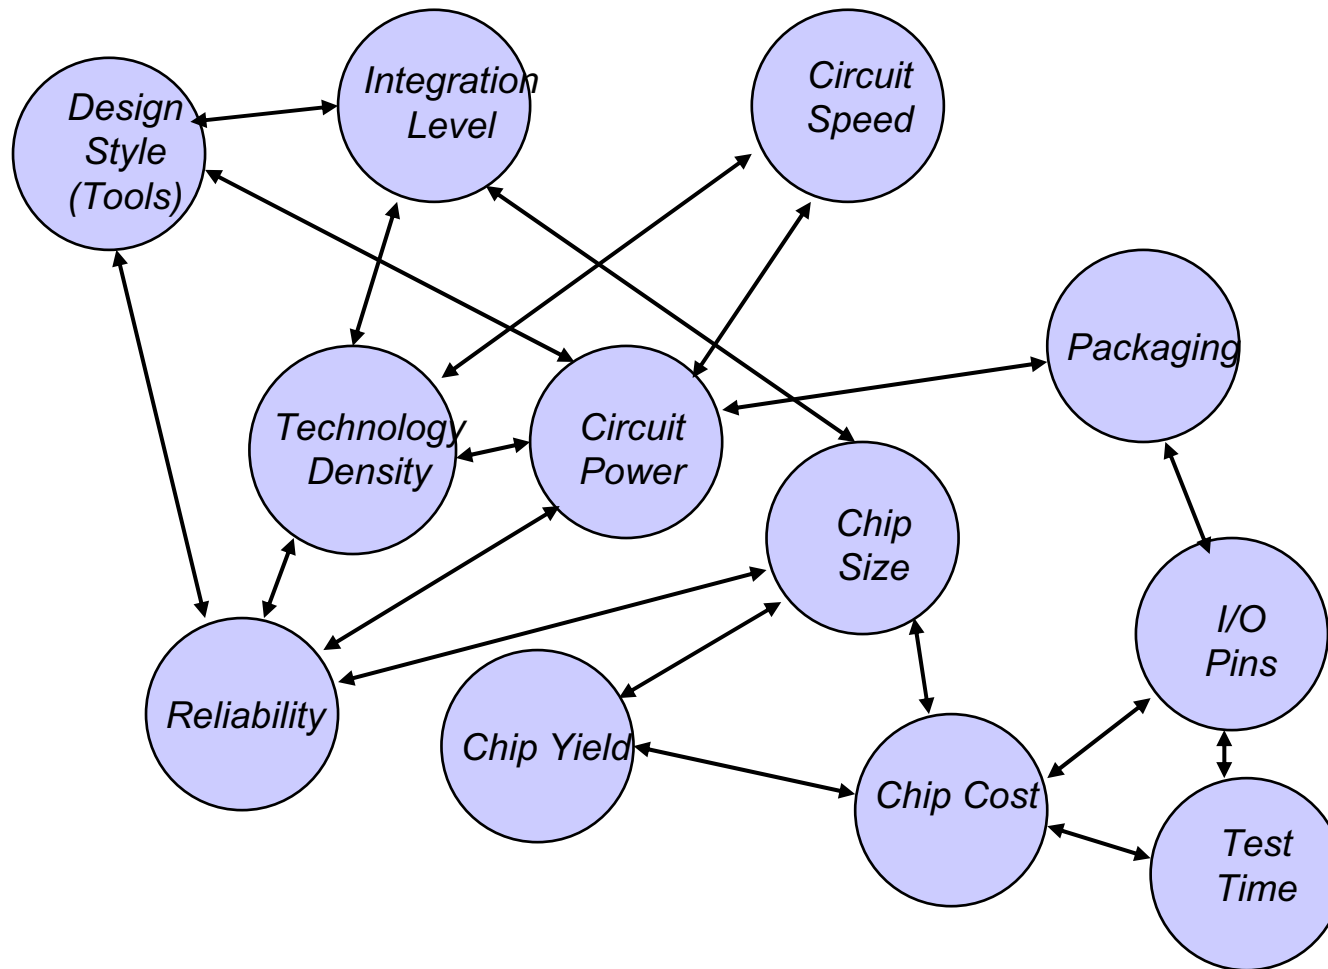 Design
Style
(Tools)
Integration
Level
Circuit
Speed
Packaging
Technology
Density
Circuit
Power
Chip
Size
I/O
Pins
Reliability
Chip Yield
Chip Cost
Test
Time